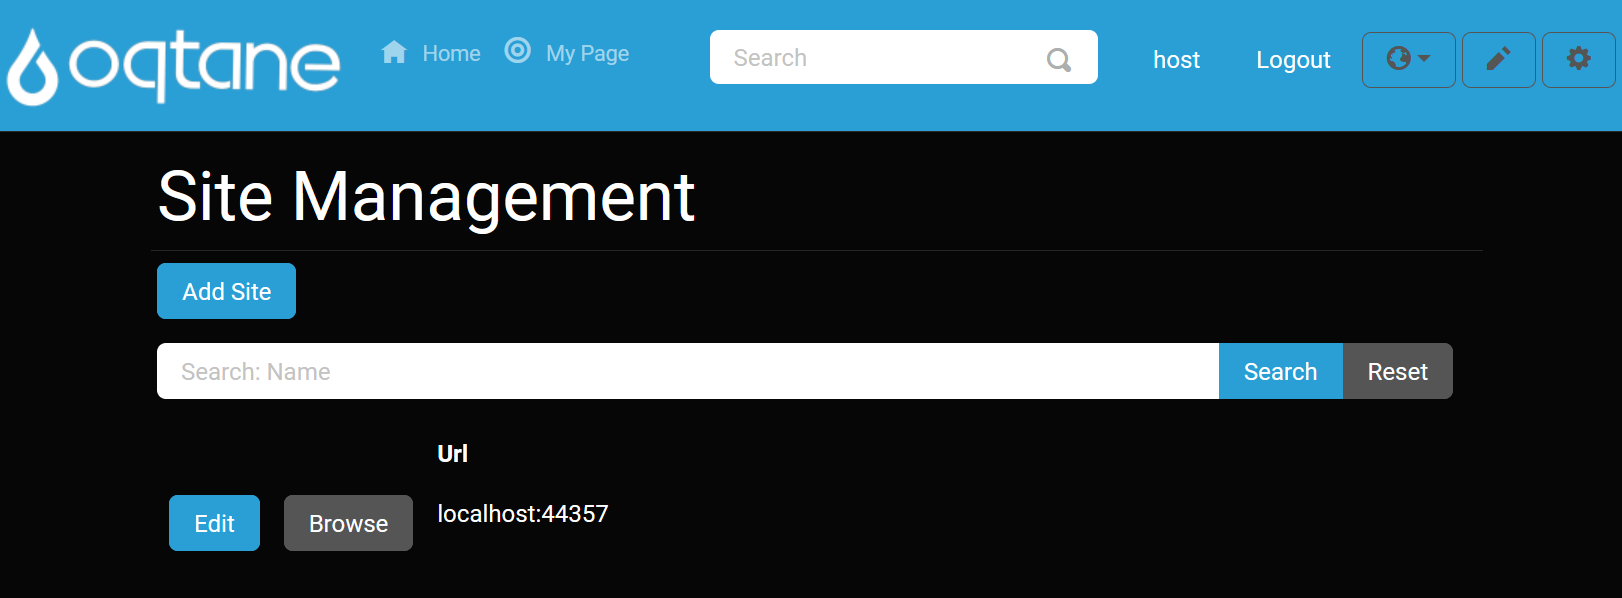 oqtane Home My Page Search host Logout
Site Management
Add Site
Search: Name Search Reset
Url
Edit Browse localhost:44357